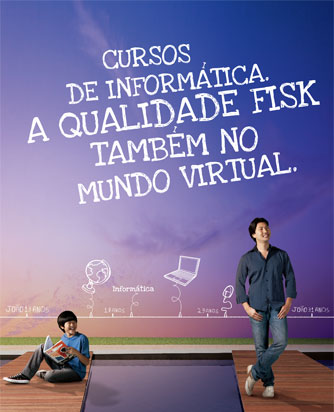 CURSOS
DE INFORMÁTICA.
A QUALIDADE FISK
TAMBÉM NO
MUNDO VIRTUAL.
Informática